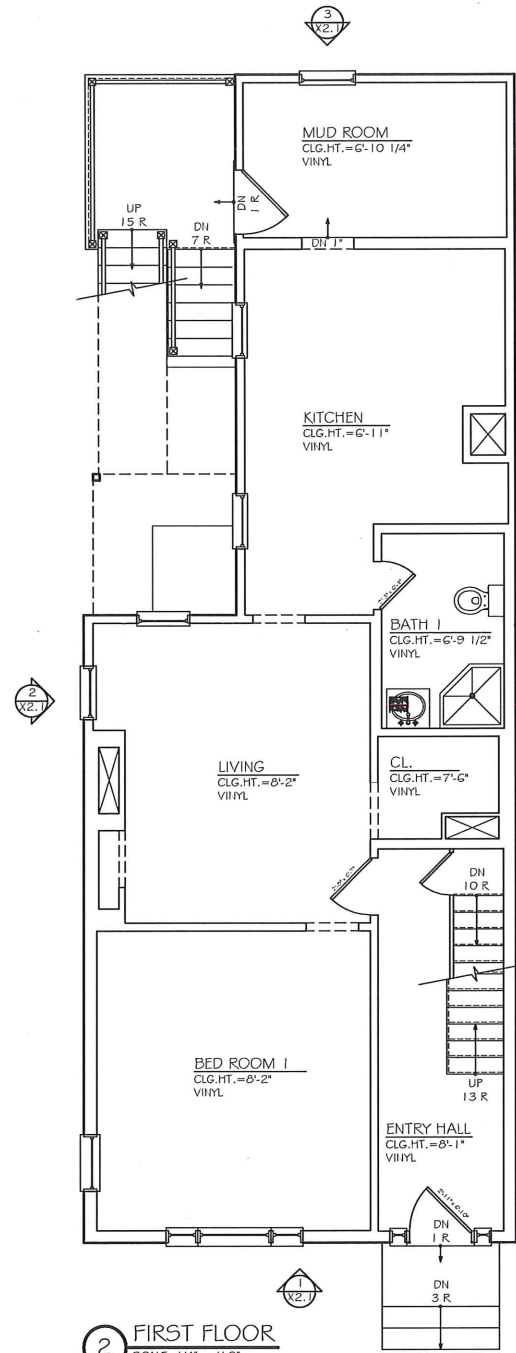 3
X2.1
MUD ROOM
CLG.HT.=6'-10 1/4"
VINYL
UP
15 R
DN
7 R
DN
1 R
DN 1"
KITCHEN
CLG.HT.=6'-11"
VINYL
BATH 1
CLG.HT.=6'-9 1/2"
VINYL
2
X2.1
LIVING
CLG.HT.=8'-2"
VINYL
CL.
CLG.HT.=7'-6"
VINYL
DN
10 R
BED ROOM 1
CLG.HT.=8'-2"
VINYL
UP
13 R
ENTRY HALL
CLG.HT.=8'-1"
VINYL
DN
1 R
DN
3 R
1
X2.1
2
FIRST FLOOR